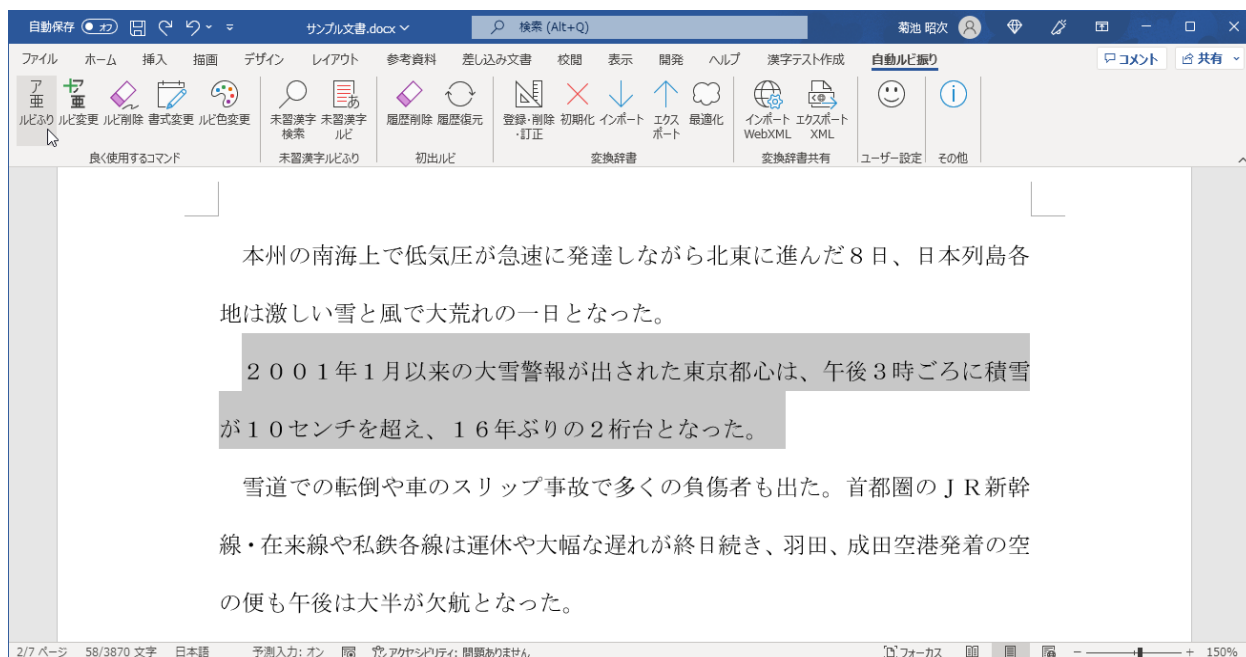 自動保存 オフ サンプル文書.docx 検索 (Alt+Q) 菊池 昭次
ファイル ホーム 挿入 描画 デザイン レイアウト 参考資料 差し込み文書 校閲 表示 開発 ヘルプ 漢字テスト作成 自動ルビ振り コメント 共有
ア亜 ア亜 あ
ルビふり ルビ変更 ルビ削除 書式変更 ルビ色変更 未習漢字検索 未習漢字ルビ 履歴削除 履歴復元 登録・削除・訂正 初期化 インポート エクスポート 最適化 インポートWebXML エクスポートXML
良く使用するコマンド 未習漢字ルビふり 初出ルビ 変換辞書 変換辞書共有 ユーザー設定 その他
本州の南海上で低気圧が急速に発達しながら北東に進んだ８日、日本列島各
地は激しい雪と風で大荒れの一日となった。
２００１年１月以来の大雪警報が出された東京都心は、午後３時ごろに積雪
が１０センチを超え、１６年ぶりの２桁台となった。
雪道での転倒や車のスリップ事故で多くの負傷者も出た。首都圏のＪＲ新幹
線・在来線や私鉄各線は運休や大幅な遅れが終日続き、羽田、成田空港発着の空
の便も午後は大半が欠航となった。
2/7 ページ 58/3870 文字 日本語 予測入力: オン アクセシビリティ: 問題ありません フォーカス 150%